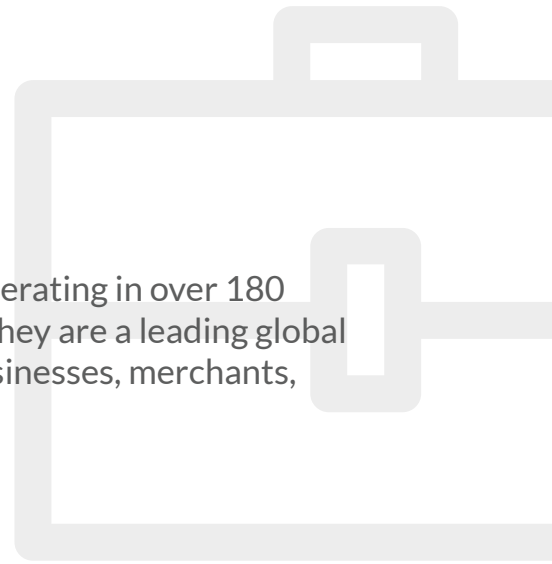 erating in over 180
hey are a leading global
sinesses, merchants,